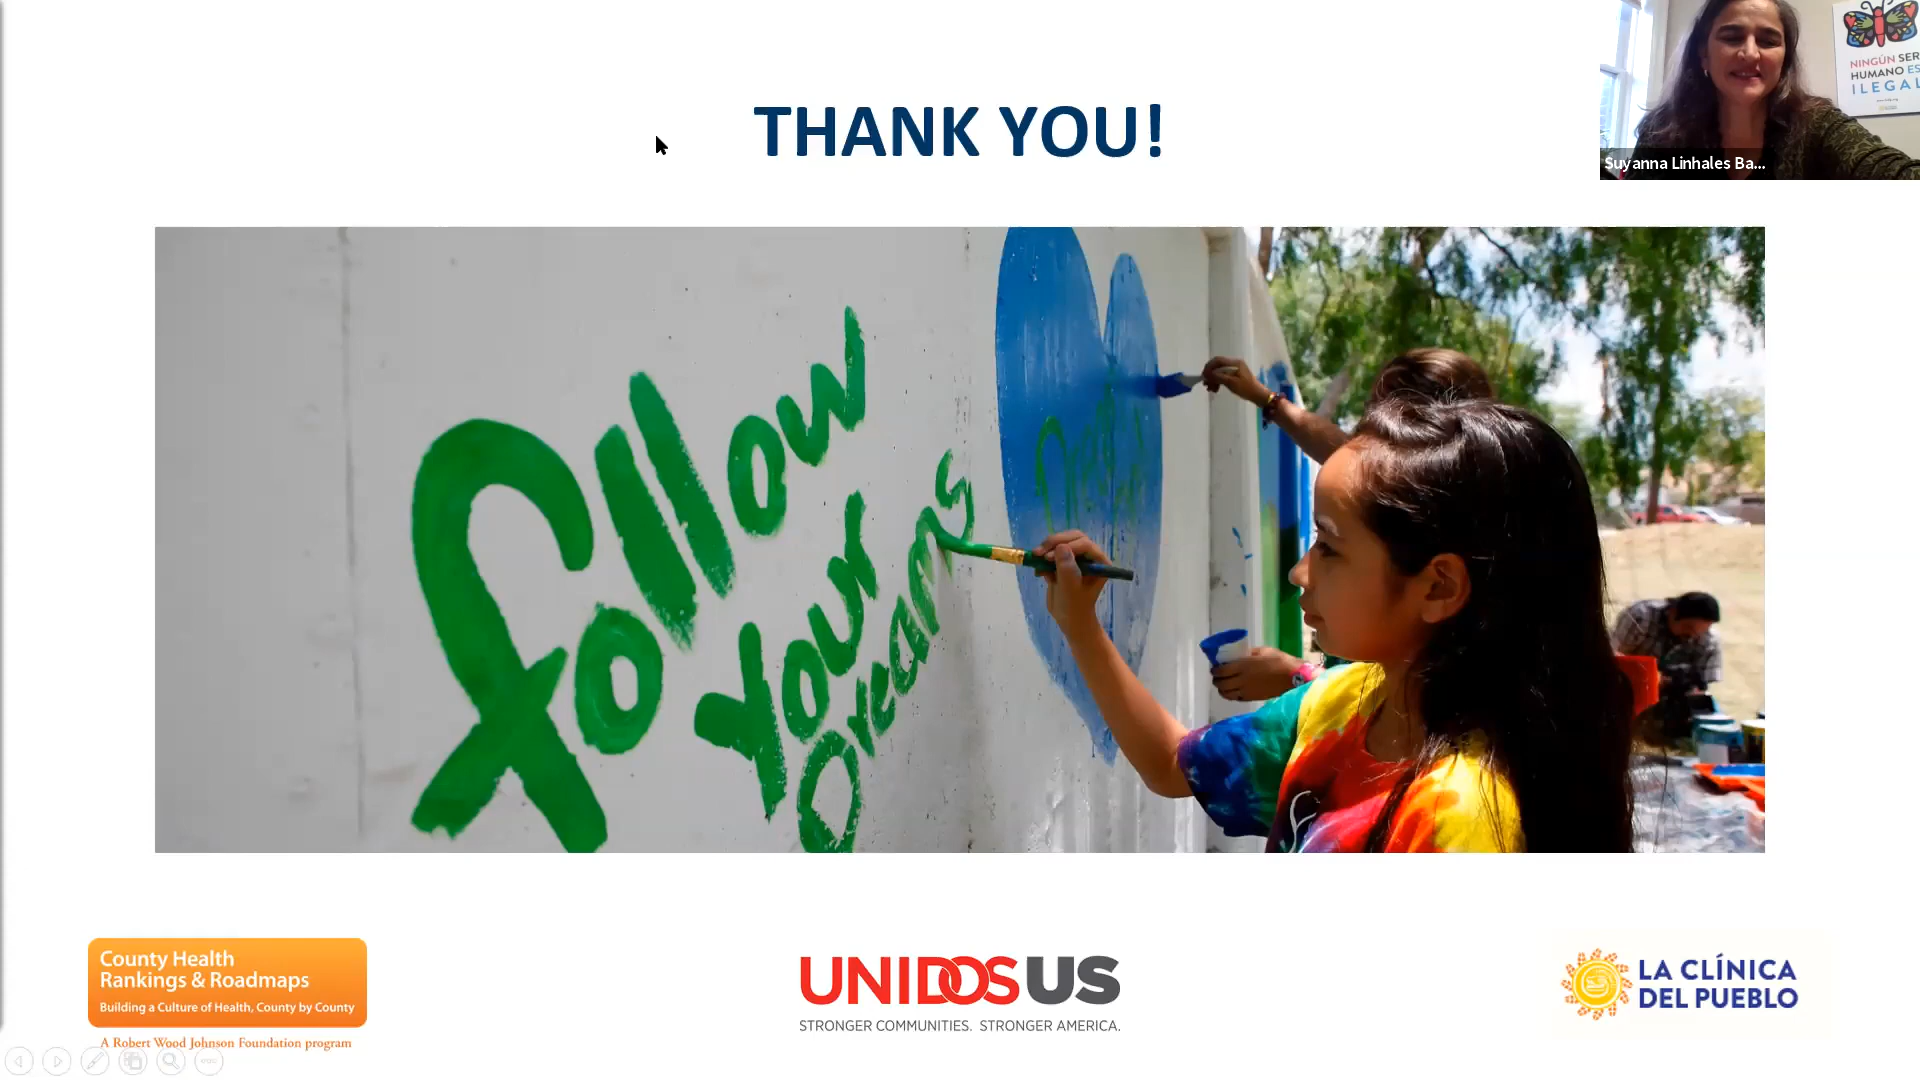 THANK YOU!
NINGÚN SER
HUMANO ES
ILEGAL
Suyanna Linhales Ba...
follow
Your
Dreams
County Health
Rankings & Roadmaps
Building a Culture of Health, County by County
A Robert Wood Johnson Foundation program
UNIDOSUS
STRONGER COMMUNITIES. STRONGER AMERICA.
LA CLÍNICA
DEL PUEBLO